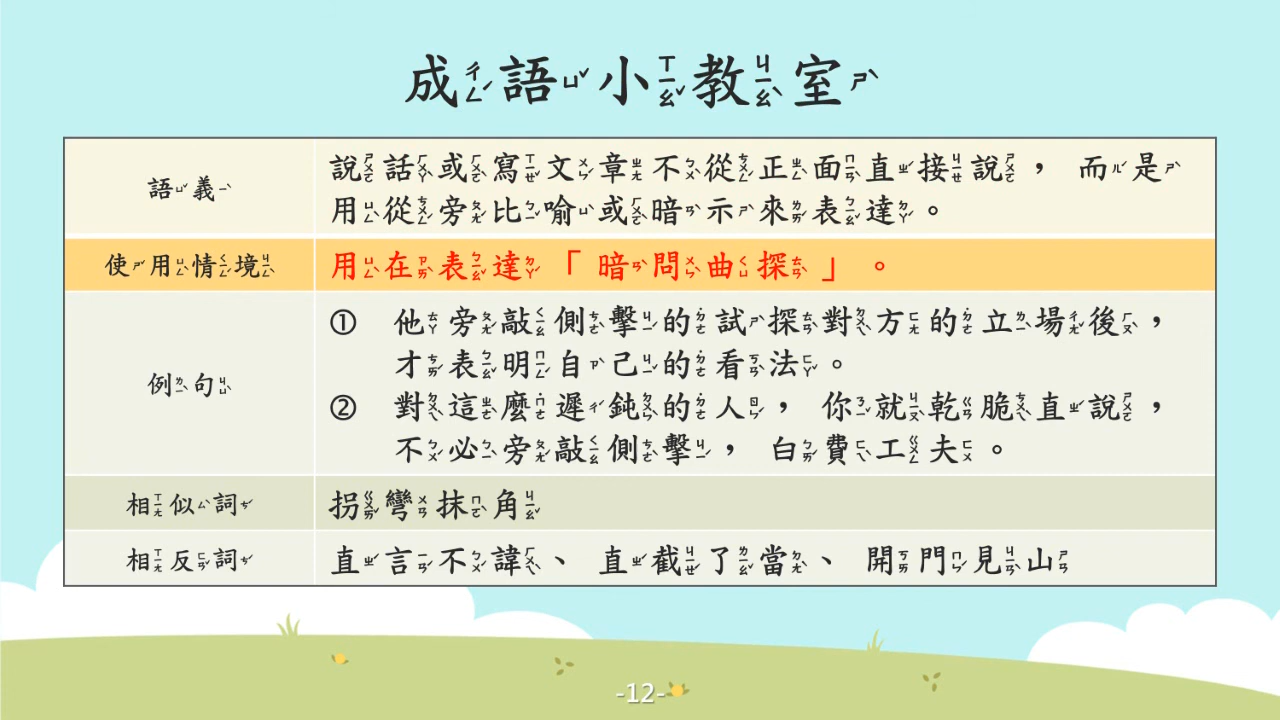 成語小教室
語義
說話或寫文章不從正面直接說，而是
用從旁比喻或暗示來表達。
使用情境
用在表達「暗問曲探」。
例句
① 他旁敲側擊的試探對方的立場後，
才表明自己的看法。
② 對這麼遲鈍的人，你就乾脆直說，
不必旁敲側擊，白費工夫。
相似詞
拐彎抹角
相反詞
直言不諱、直截了當、開門見山
-12-